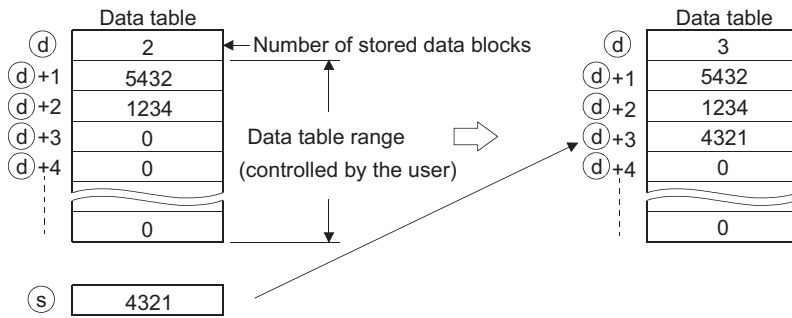 Data table
d 2
d +1 5432
d +2 1234
d +3 0
d +4 0
0
Number of stored data blocks
Data table range
(controlled by the user)
s 4321
Data table
d 3
d +1 5432
d +2 1234
d +3 4321
d +4 0
0